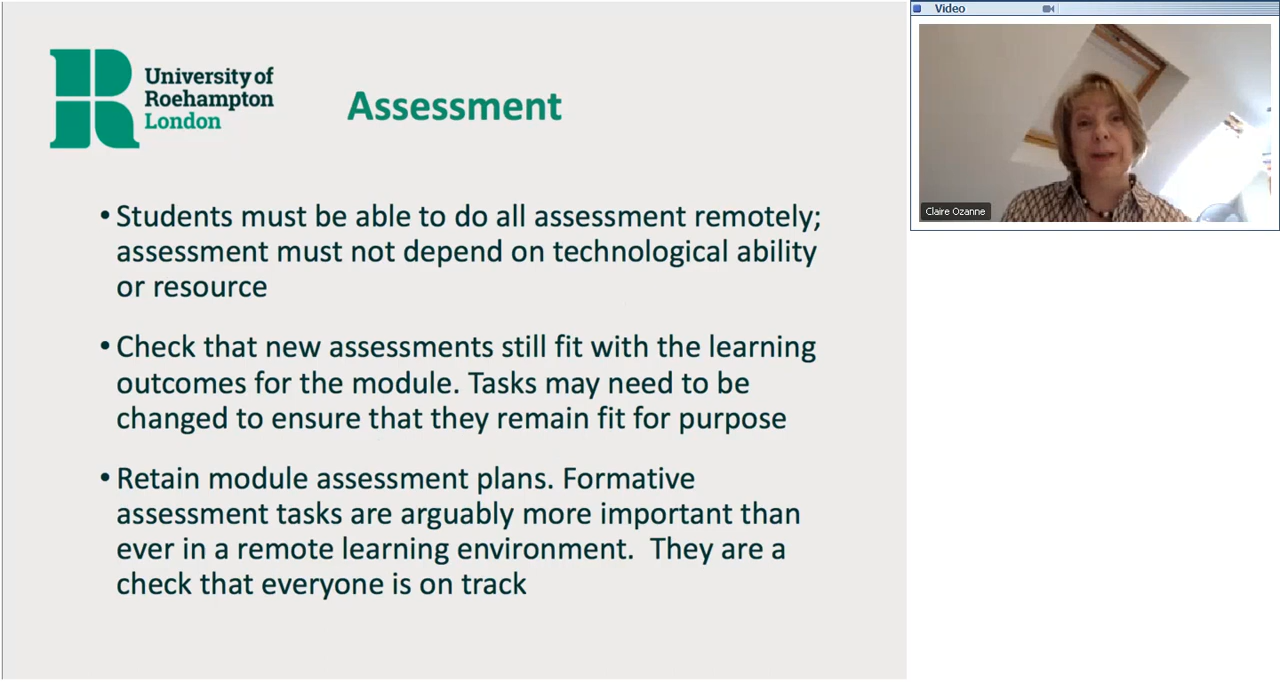 University of
Roehampton
London
Assessment
• Students must be able to do all assessment remotely;
assessment must not depend on technological ability
or resource
• Check that new assessments still fit with the learning
outcomes for the module. Tasks may need to be
changed to ensure that they remain fit for purpose
• Retain module assessment plans. Formative
assessment tasks are arguably more important than
ever in a remote learning environment.  They are a
check that everyone is on track
Video
Claire Ozanne